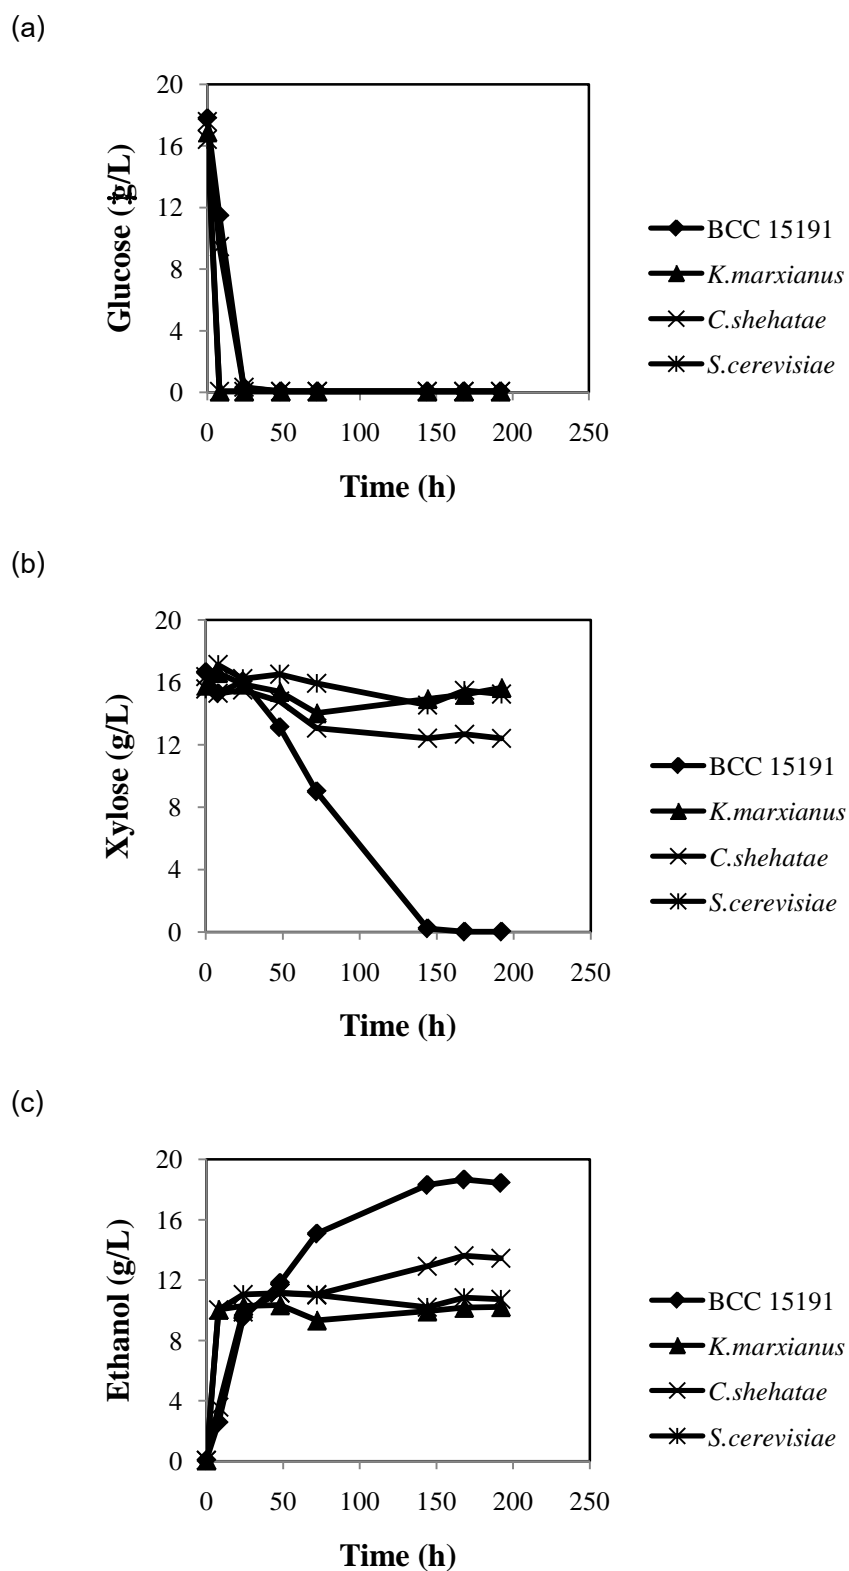 (a)
20
16
12
8
4
0
Glucose (g/L)
0 50 100 150 200 250
Time (h)
BCC 15191
K.marxianus
C.shehatae
S.cerevisiae
(b)
20
16
12
8
4
0
Xylose (g/L)
0 50 100 150 200 250
Time (h)
BCC 15191
K.marxianus
C.shehatae
S.cerevisiae
(c)
20
16
12
8
4
0
Ethanol (g/L)
0 50 100 150 200 250
Time (h)
BCC 15191
K.marxianus
C.shehatae
S.cerevisiae